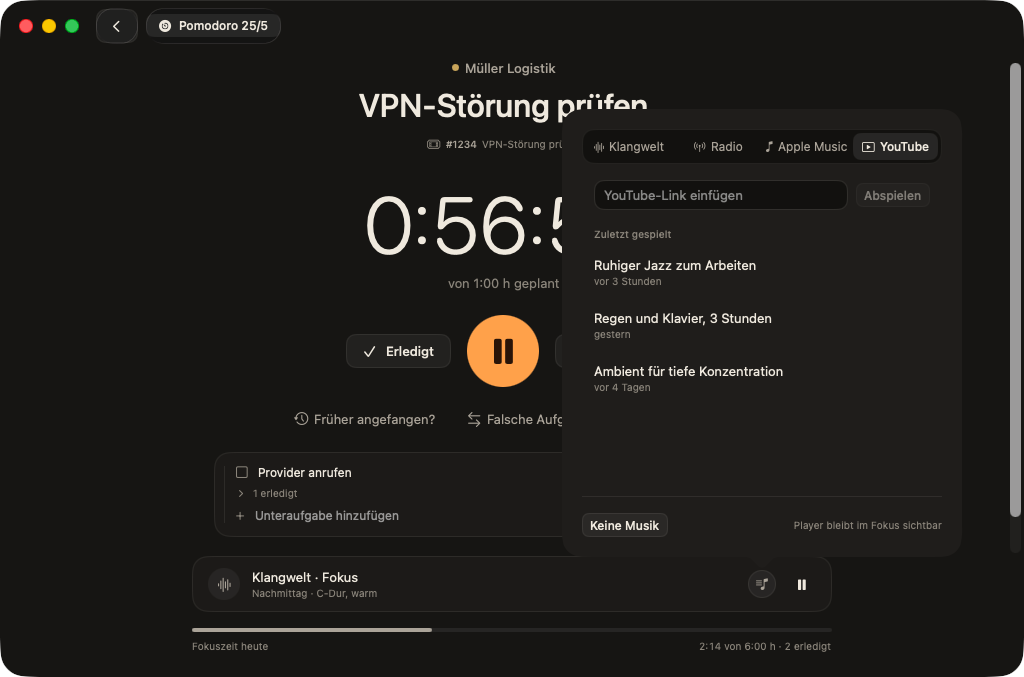 Pomodoro 25/5
Müller Logistik
VPN-Störung prüfen
#1234 VPN-Störung
0:56:
von 1:00 h geplant
Erledigt
Früher angefangen?
Falsche
Provider anrufen
1 erledigt
Unteraufgabe hinzufügen
Klangwelt
Radio
Apple Music
YouTube
YouTube-Link einfügen
Abspielen
Zuletzt gespielt
Ruhiger Jazz zum Arbeiten
vor 3 Stunden
Regen und Klavier, 3 Stunden
gestern
Ambient für tiefe Konzentration
vor 4 Tagen
Keine Musik
Player bleibt im Fokus sichtbar
Klangwelt · Fokus
Nachmittag · C-Dur, warm
Fokuszeit heute
2:14 von 6:00 h · 2 erledigt